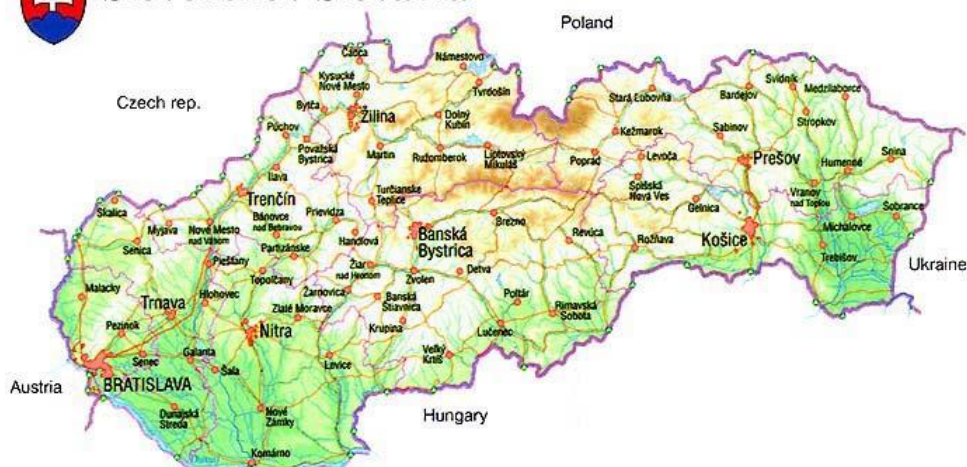 Poland
Čadca
Námestovo
Kysucké
Nové Mesto
Tvrdošín
Svidník
Medzilaborce
Czech rep.
Bytča
Žilina
Dolný
Kubín
Stará Ľubovňa
Bardejov
Stropkov
Púchov
Považská
Bystrica
Martin
Ružomberok
Liptovský
Mikuláš
Kežmarok
Sabinov
Poprad
Levoča
Prešov
Humenné
Snina
Ilava
Trenčín
Turčianske
Teplice
Spišská
Nová Ves
Gelnica
Vranov
nad Topľou
Skalica
Myjava
Nové Mesto
nad Váhom
Bánovce
nad Bebravou
Prievidza
Handlová
Banská
Bystrica
Brezno
Revúca
Rožňava
Košice
Michalovce
Sobrance
Senica
Piešťany
Partizánske
Topoľčany
Žiar
nad Hronom
Zvolen
Detva
Trebišov
Ukraine
Malacky
Trnava
Hlohovec
Zlaté Moravce
Žarnovica
Banská
Štiavnica
Poltár
Rimavská
Sobota
Pezinok
Nitra
Krupina
Lučenec
Veľký
Krtíš
Senec
Galanta
Šaľa
Levice
Austria
BRATISLAVA
Dunajská
Streda
Nové
Zámky
Hungary
Komárno